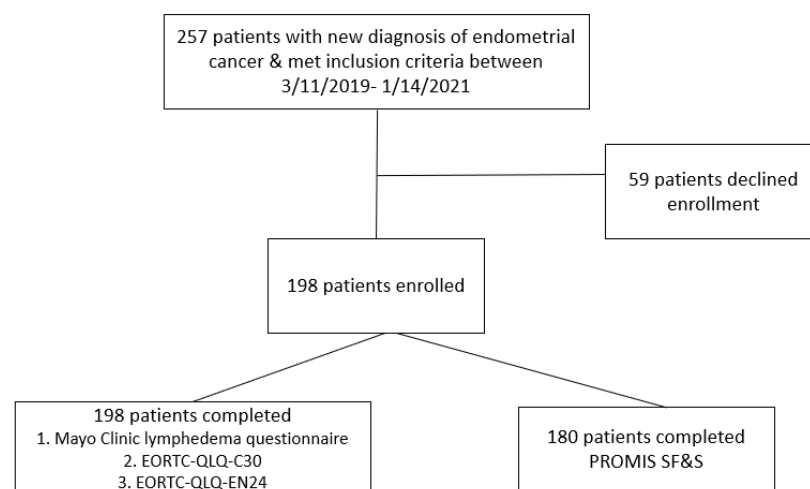 257 patients with new diagnosis of endometrial
cancer & met inclusion criteria between
3/11/2019- 1/14/2021
59 patients declined
enrollment
198 patients enrolled
198 patients completed
1. Mayo Clinic lymphedema questionnaire
2. EORTC-QLQ-C30
3. EORTC-QLQ-EN24
180 patients completed
PROMIS SF&S